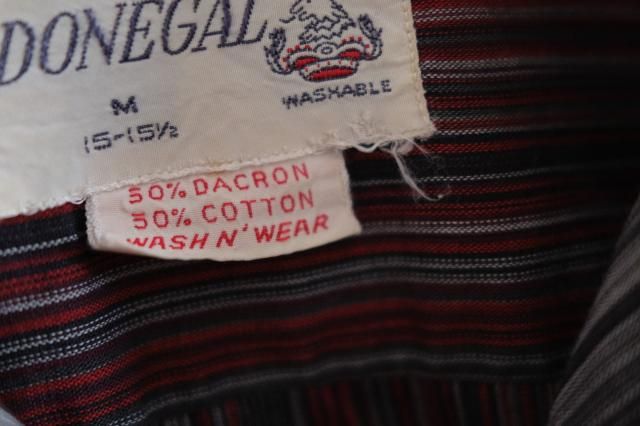 DONEGAL
WASHABLE
M
15-15½
50% DACRON
50% COTTON
WASH N' WEAR